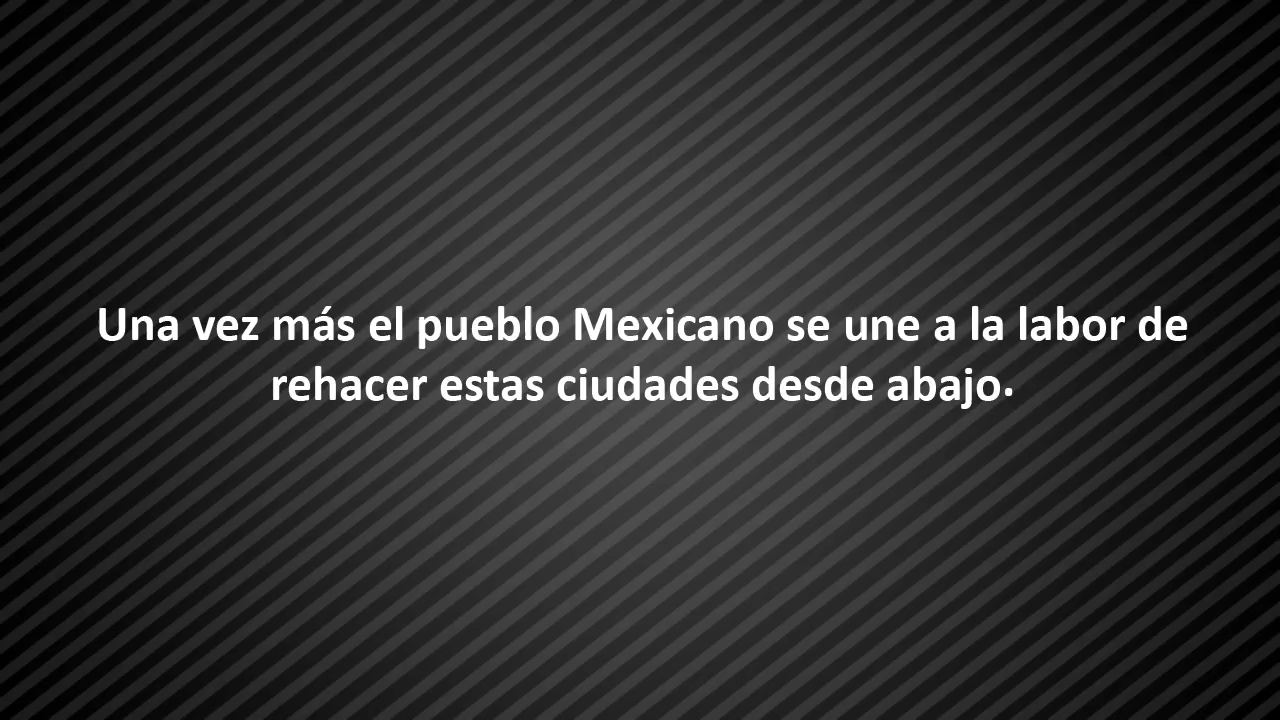 Una vez más el pueblo Mexicano se une a la labor de
rehacer estas ciudades desde abajo.